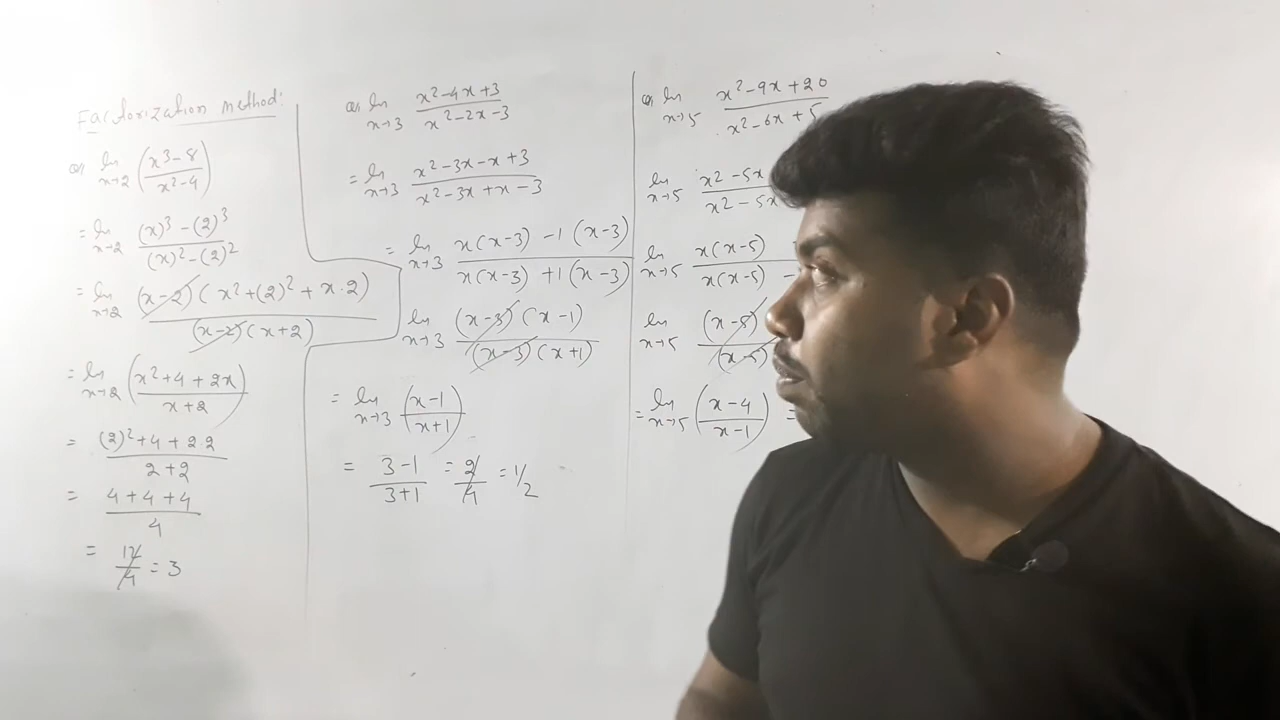 Factorization method:
Q, lim x→2 (x³-8 / x²-4)
= lim x→2 (x)³-(2)³ / (x)²-(2)²
= lim x→2 (x-2)(x²+(2)²+x·2) / (x-2)(x+2)
= lim x→2 (x²+4+2x / x+2)
= (2)²+4+2·2 / 2+2
= 4+4+4 / 4
= 12/4 = 3
Q, lim x→3 x²-4x+3 / x²-2x-3
= lim x→3 x²-3x-x+3 / x²-3x+x-3
= lim x→3 x(x-3)-1(x-3) / x(x-3)+1(x-3)
lim x→3 (x-3)(x-1) / (x-3)(x+1)
= lim x→3 (x-1 / x+1)
= 3-1 / 3+1 = 2/4 = 1/2
Q, lim x→5 x²-9x+20 / x²-6x+5
lim x→5 x²-5x / x²-5x
lim x→5 x(x-5) / x(x-5) -
lim x→5 (x-5) / (x-5)
= lim x→5 (x-4 / x-1) =